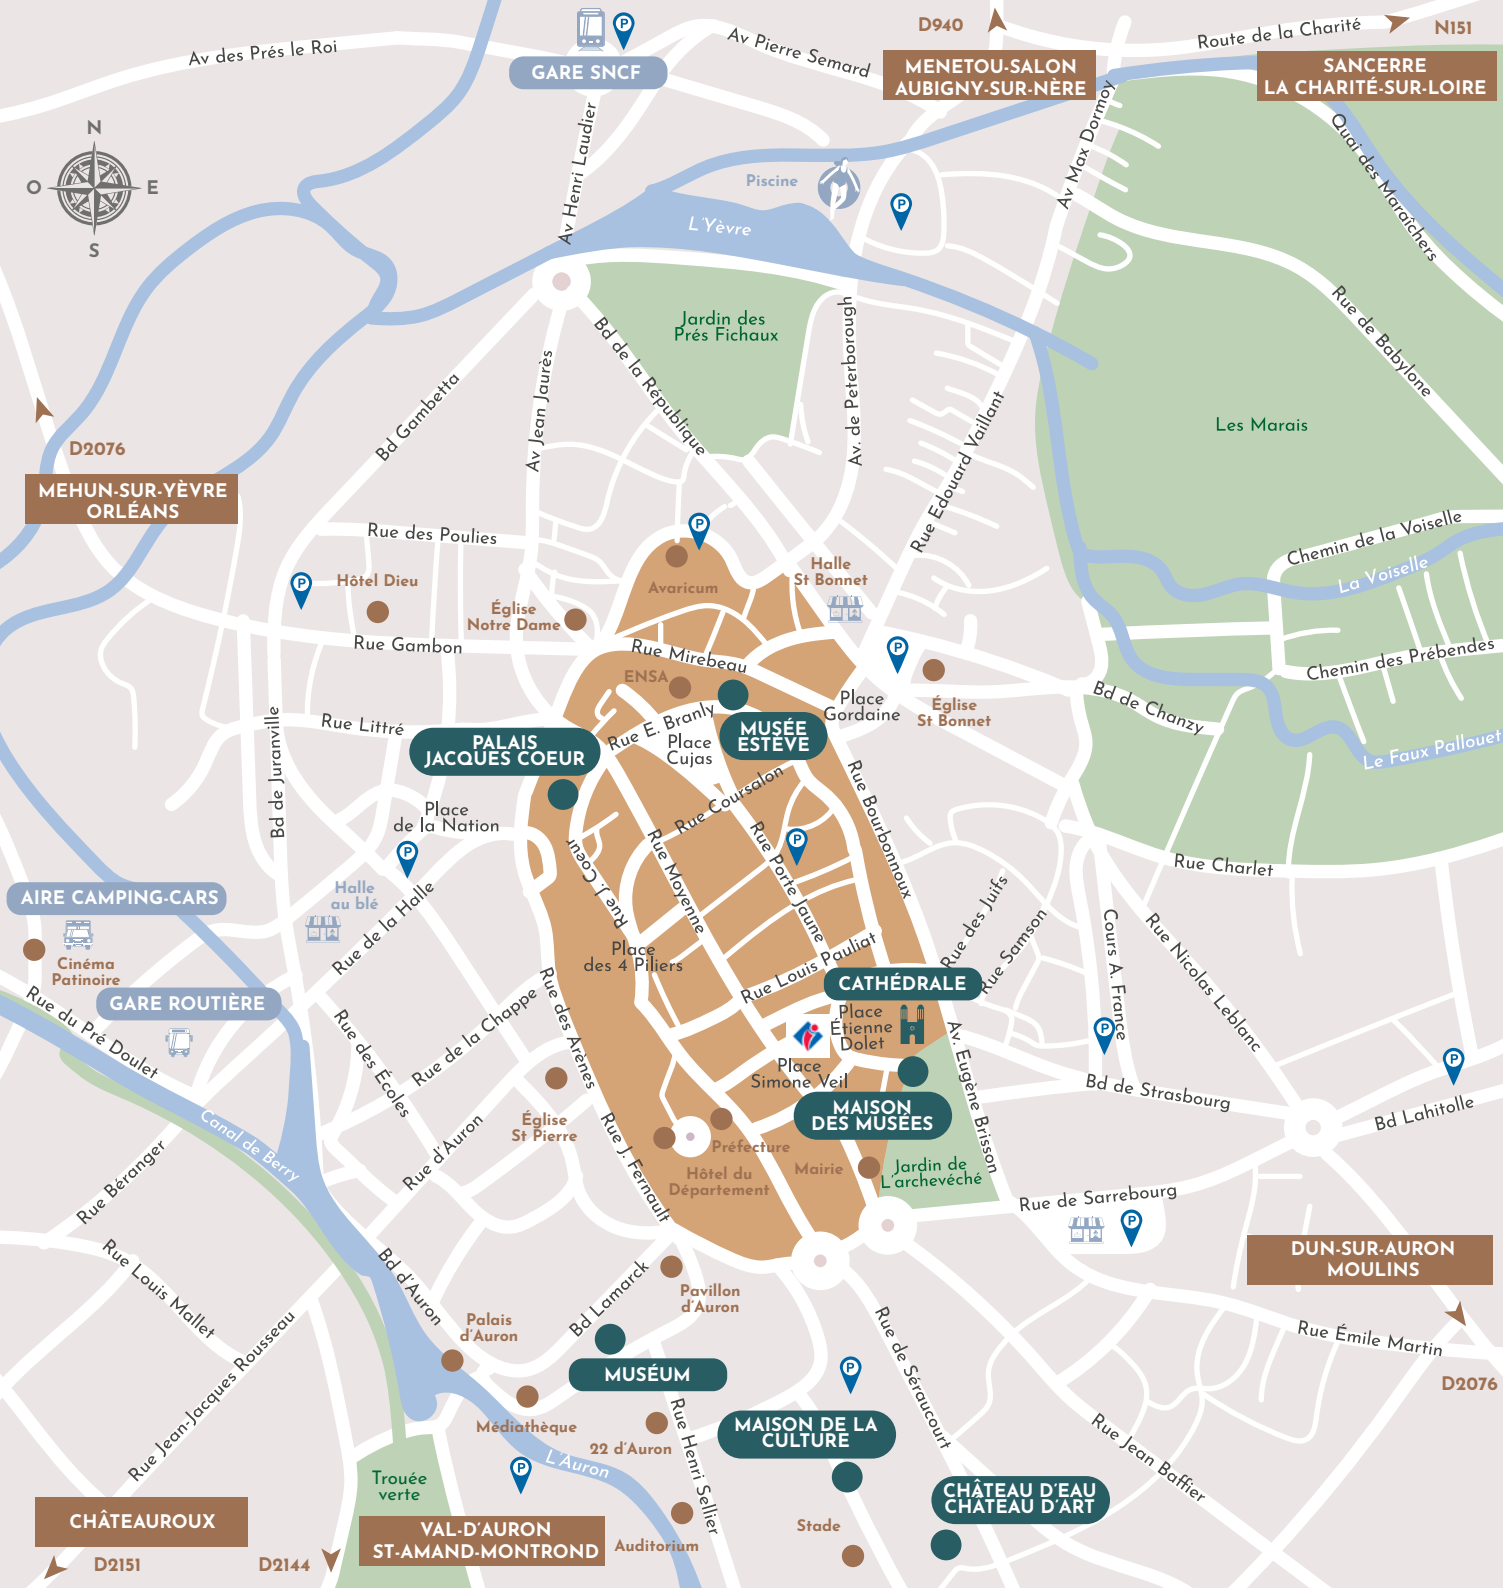 D940
Route de la Charité
N151
P
GARE SNCF
Av des Prés le Roi
Av Pierre Semard
MENETOU-SALON
AUBIGNY-SUR-NÈRE
SANCERRE
LA CHARITÉ-SUR-LOIRE
N
O
E
S
Av Henri Laudier
Piscine
P
L'Yèvre
Av Max Dormoy
Quai des Maraîchers
Jardin des
Prés Fichaux
Rue de Babylone
Les Marais
Bd Gambetta
Av Jean Jaurès
Bd de la République
Av. de Peterborough
Rue Edouard Vaillant
D2076
MEHUN-SUR-YÈVRE
ORLÉANS
Rue des Poulies
P
P
Hôtel Dieu
Église
Notre Dame
Avaricum
Halle
St Bonnet
Chemin de la Voiselle
La Voiselle
Rue Gambon
Rue Mirebeau
P
Église
St Bonnet
Chemin des Prébendes
Bd de Chanzy
Le Faux Pallouet
ENSA
Rue E. Branly
Place
Gordaine
MUSÉE
ESTÈVE
Place
Cujas
Rue Littré
PALAIS
JACQUES COEUR
Bd de Juranville
Place
de la Nation
P
Rue Coursalon
Rue Bourbonnoux
Rue J. Coeur
Rue Moyenne
Rue Porte Jaune
P
Rue Charlet
AIRE CAMPING-CARS
Halle
au blé
Rue de la Halle
Cinéma
Patinoire
GARE ROUTIÈRE
Place
des 4 Piliers
Rue Louis Pauliat
CATHÉDRALE
Rue des Juifs
Rue Samson
Cours A. France
Rue Nicolas Leblanc
Rue du Pré Doulet
Rue des Écoles
Rue de la Chappe
Rue des Arènes
Place
Étienne
Dolet
Place
Simone Veil
Av. Eugène Brisson
P
P
Bd de Strasbourg
Bd Lahitolle
MAISON
DES MUSÉES
Canal de Berry
Rue Béranger
Rue d'Auron
Église
St Pierre
Rue J. Fernault
Préfecture
Hôtel du
Département
Mairie
Jardin de
L'archevéché
Rue de Sarrebourg
P
Rue Louis Mallet
Rue Jean-Jacques Rousseau
Bd d'Auron
Bd Lamarck
Pavillon
d'Auron
Palais
d'Auron
MUSÉUM
DUN-SUR-AURON
MOULINS
Rue Émile Martin
D2076
Rue de Séraucourt
P
Médiathèque
22 d'Auron
Rue Henri Sellier
MAISON DE LA
CULTURE
Rue Jean Baffier
L'Auron
P
Trouée
verte
CHÂTEAU D'EAU
CHÂTEAU D'ART
CHÂTEAUROUX
D2151
D2144
VAL-D'AURON
ST-AMAND-MONTROND
Auditorium
Stade